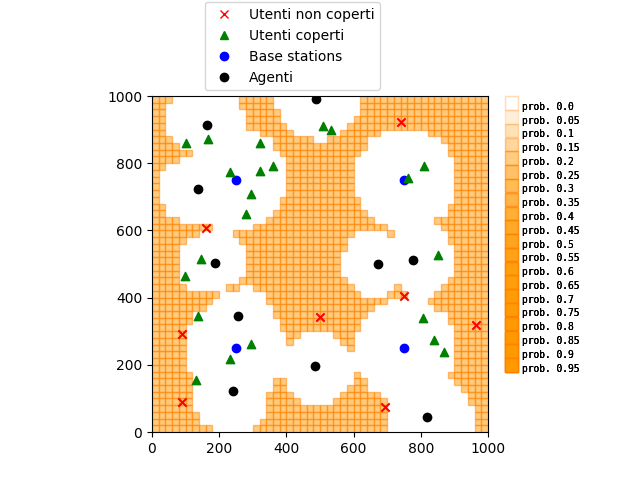 Utenti non coperti
Utenti coperti
Base stations
Agenti
1000
800
600
400
200
0
0 200 400 600 800 1000
prob. 0.0
prob. 0.05
prob. 0.1
prob. 0.15
prob. 0.2
prob. 0.25
prob. 0.3
prob. 0.35
prob. 0.4
prob. 0.45
prob. 0.5
prob. 0.55
prob. 0.6
prob. 0.65
prob. 0.7
prob. 0.75
prob. 0.8
prob. 0.85
prob. 0.9
prob. 0.95